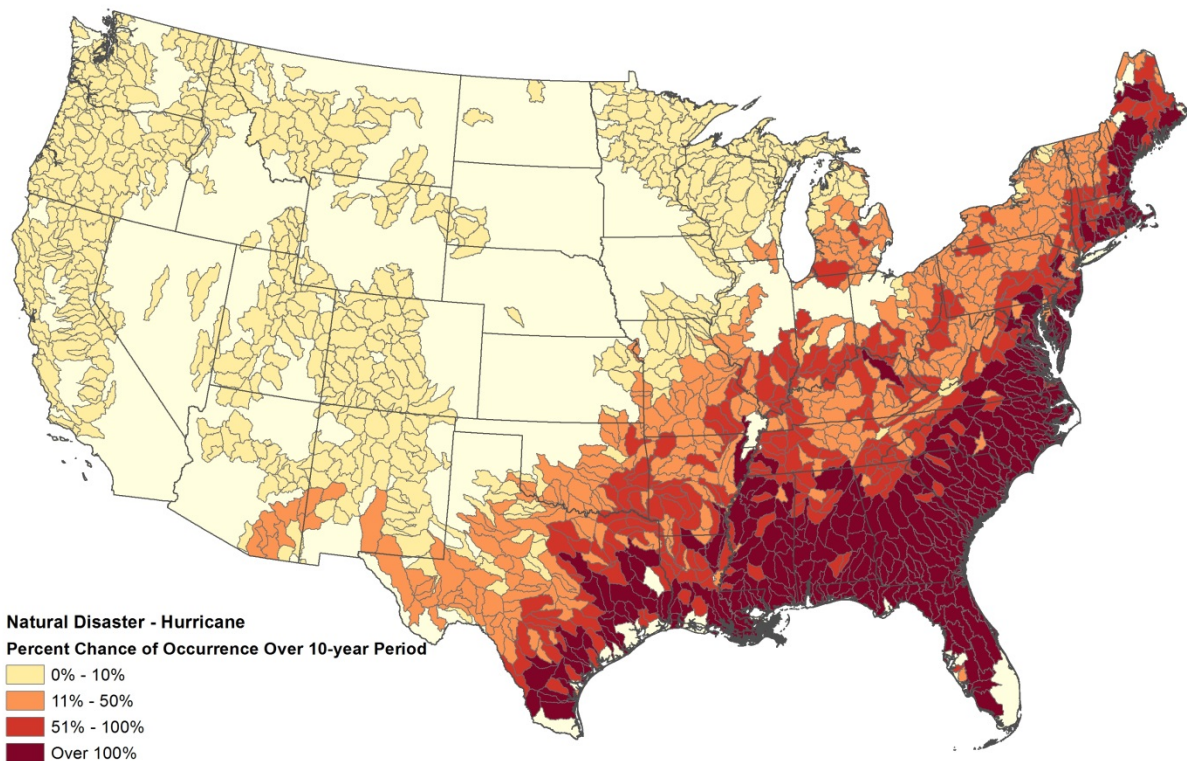 Natural Disaster - Hurricane
Percent Chance of Occurrence Over 10-year Period
0% - 10%
11% - 50%
51% - 100%
Over 100%